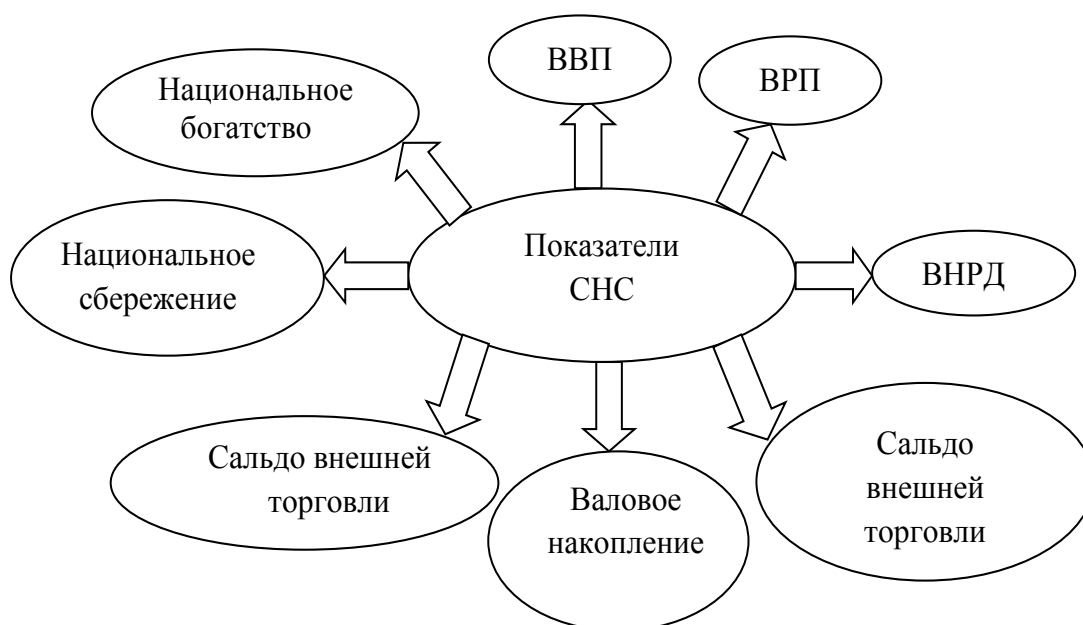 ВВП
ВРП
Национальное
богатство
Показатели
СНС
Национальное
сбережение
ВНРД
Сальдо внешней
торговли
Валовое
накопление
Сальдо
внешней
торговли